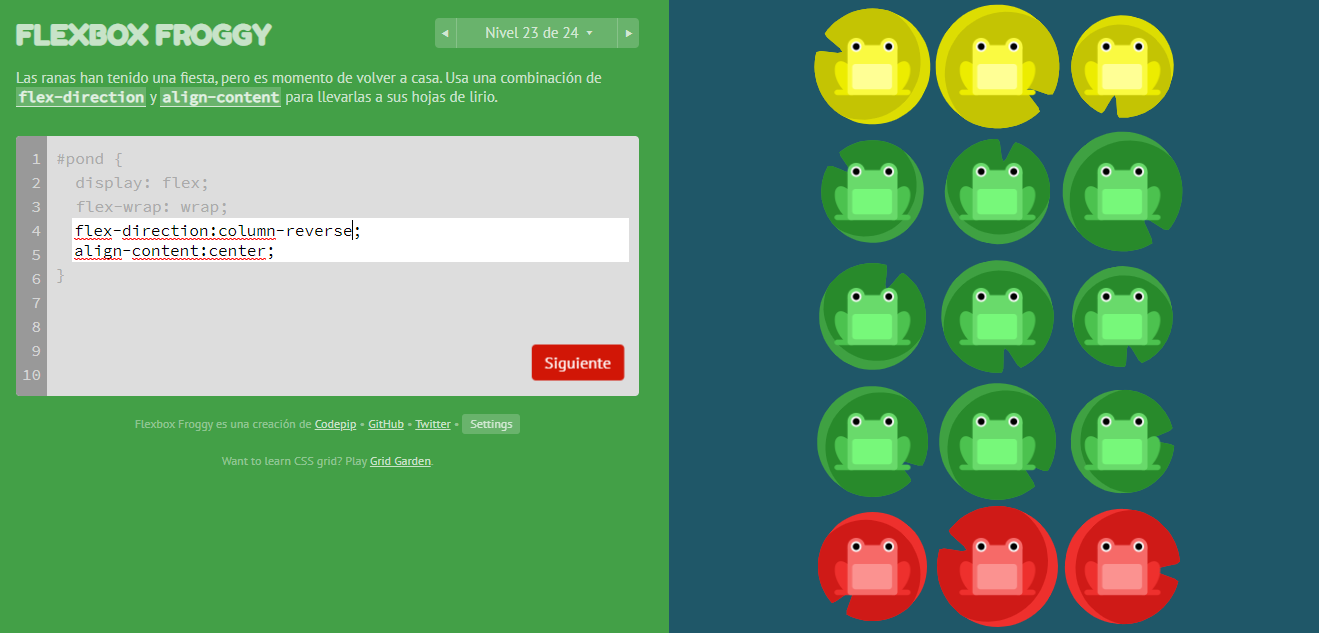 FLEXBOX FROGGY
◀ Nivel 23 de 24 ▾ ▶
Las ranas han tenido una fiesta, pero es momento de volver a casa. Usa una combinación de
flex-direction y align-content para llevarlas a sus hojas de lirio.
1 #pond {
2 display: flex;
3 flex-wrap: wrap;
4 flex-direction:column-reverse;
5 align-content:center;
6 }
7
8
9
10
Siguiente
Flexbox Froggy es una creación de Codepip • GitHub • Twitter • Settings
Want to learn CSS grid? Play Grid Garden.